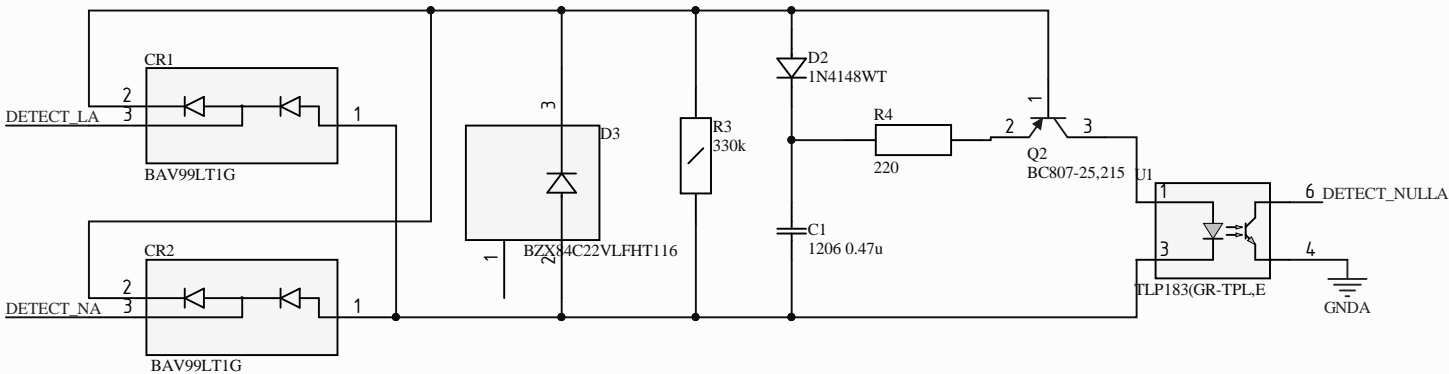 CR1
2
3
1
DETECT_LA
BAV99LT1G
CR2
2
3
1
DETECT_NA
BAV99LT1G
3
D3
BZX84C22VLFHT116
1
2
R3
330k
D2
1N4148WT
R4
220
C1
1206 0.47u
1
2
3
Q2
BC807-25,215
U1
1
3
6
4
DETECT_NULLA
TLP183(GR-TPL,E
GNDA